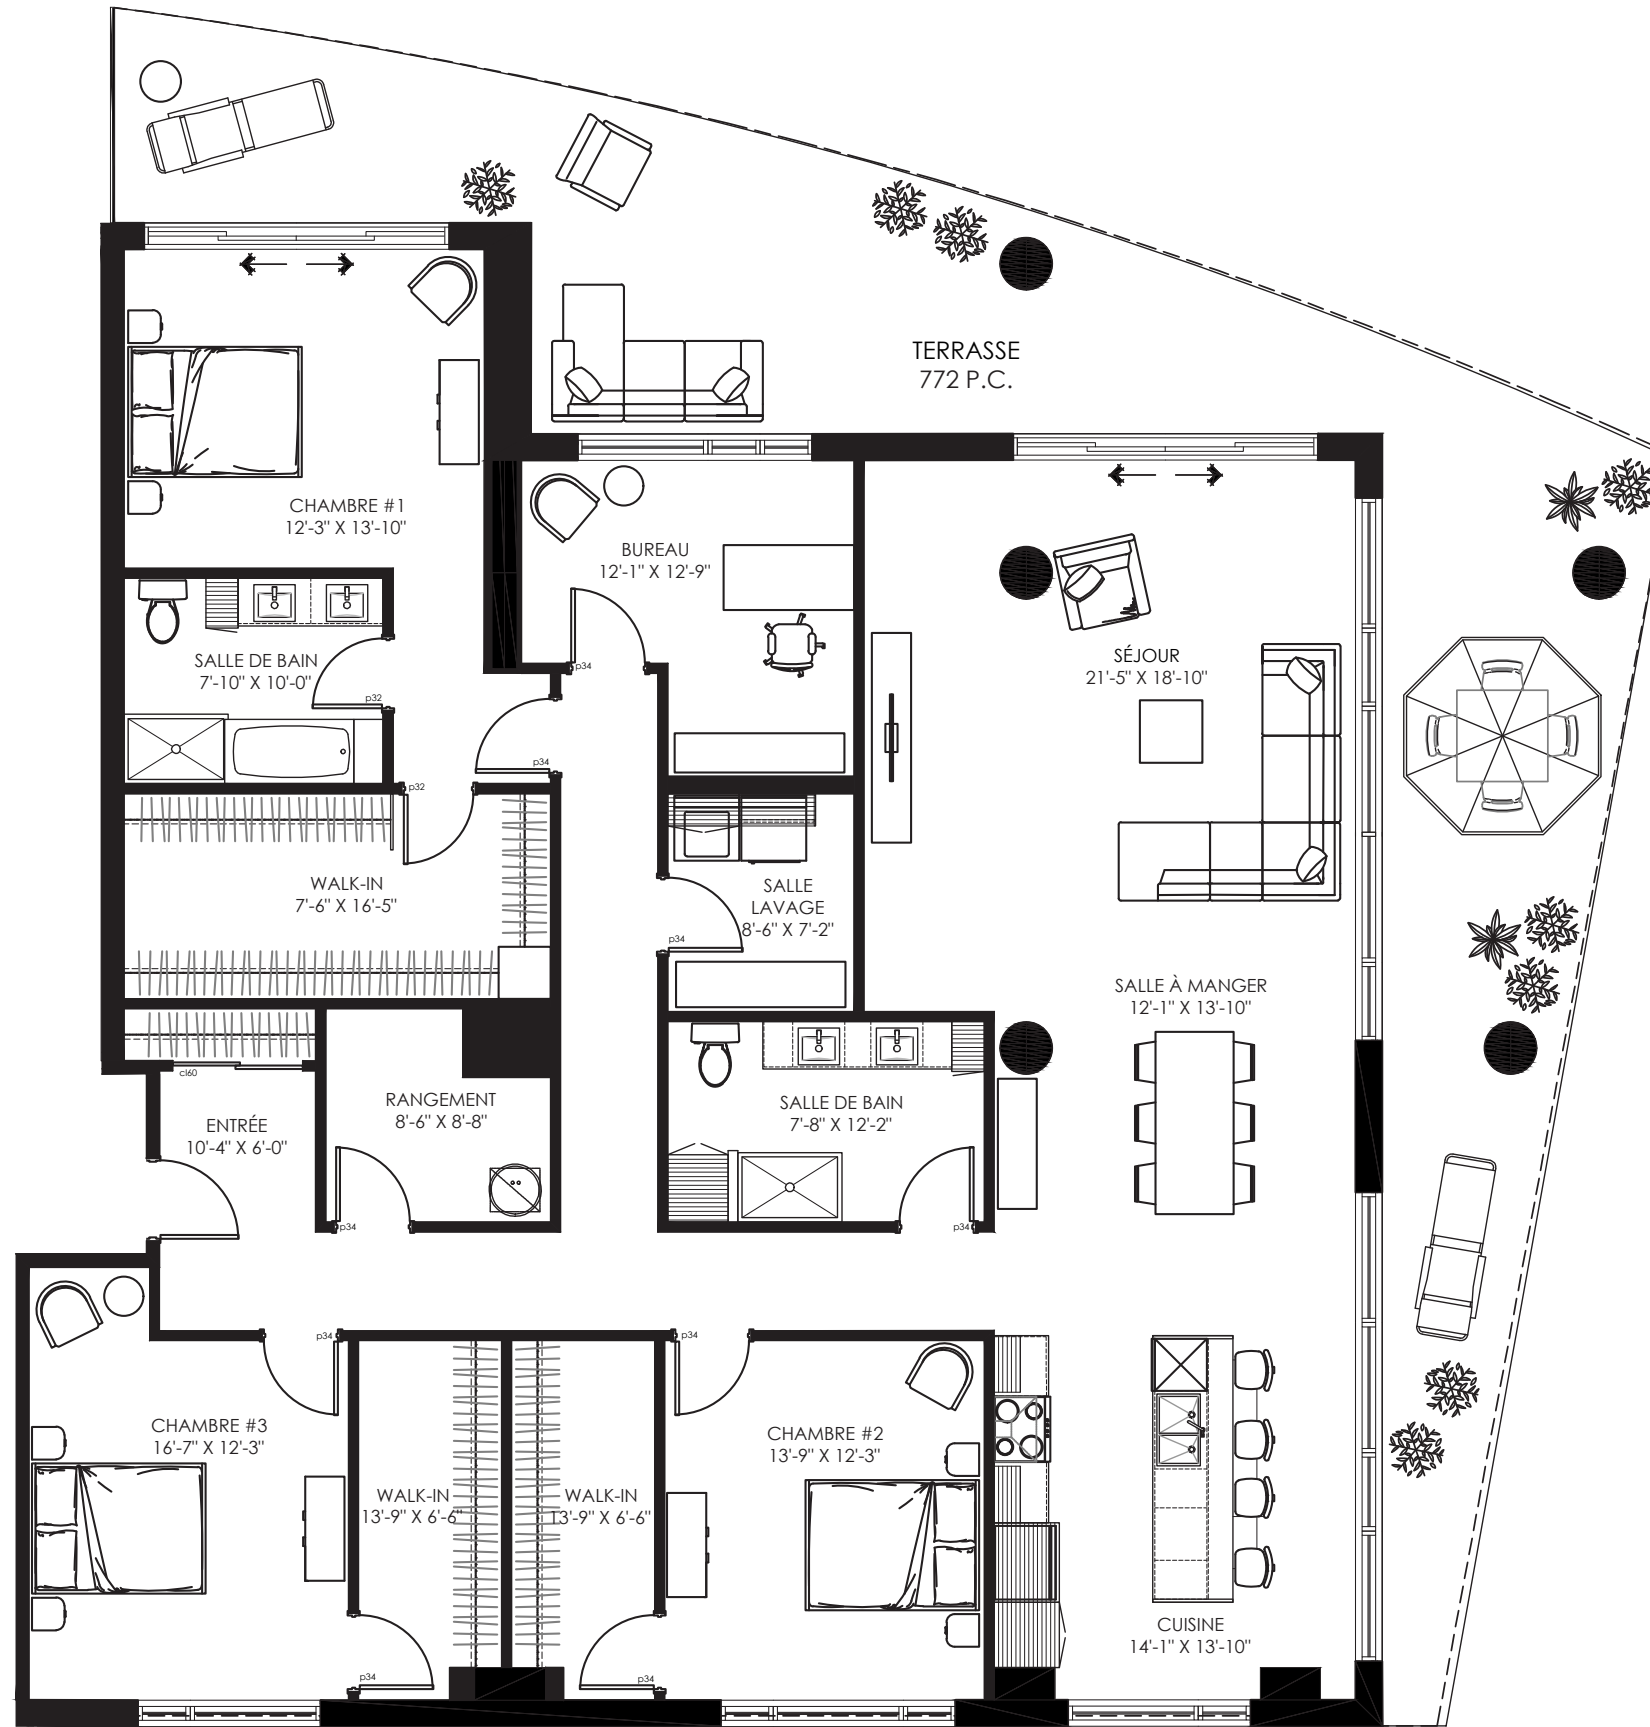 TERRASSE
772 P.C.
CHAMBRE #1
12'-3" X 13'-10"
BUREAU
12'-1" X 12'-9"
p34
SALLE DE BAIN
7'-10" X 10'-0"
p32
SÉJOUR
21'-5" X 18'-10"
p34
p32
WALK-IN
7'-6" X 16'-5"
SALLE
LAVAGE
8'-6" X 7'-2"
p34
SALLE À MANGER
12'-1" X 13'-10"
cl60
RANGEMENT
8'-6" X 8'-8"
SALLE DE BAIN
7'-8" X 12'-2"
ENTRÉE
10'-4" X 6'-0"
p34
p34
p34
p34
CHAMBRE #3
16'-7" X 12'-3"
CHAMBRE #2
13'-9" X 12'-3"
WALK-IN
13'-9" X 6'-6"
WALK-IN
13'-9" X 6'-6"
CUISINE
14'-1" X 13'-10"
p34
p34